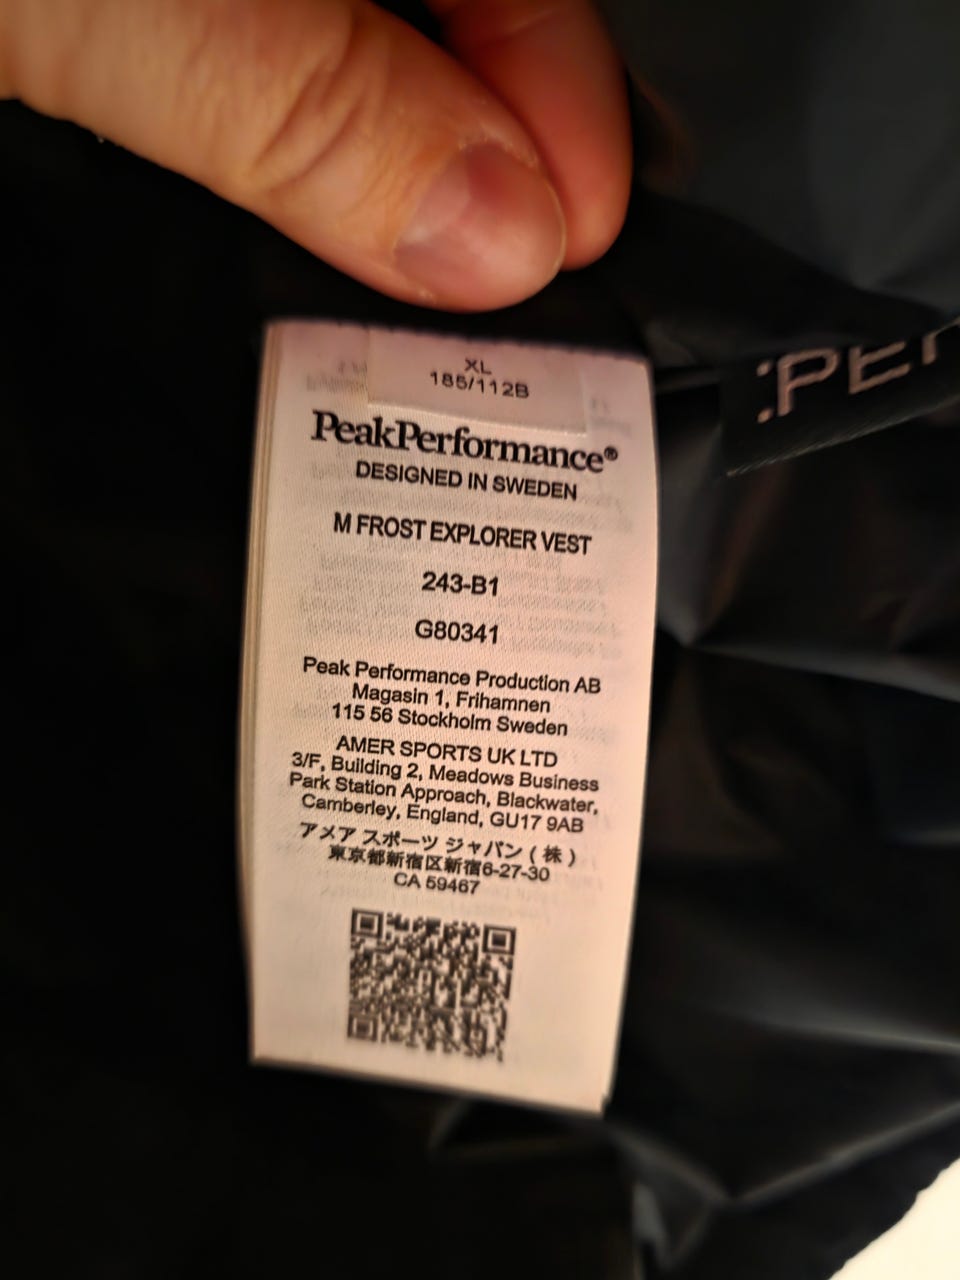 XL
185/112B
PeakPerformance®
DESIGNED IN SWEDEN
M FROST EXPLORER VEST
243-B1
G80341
Peak Performance Production AB
Magasin 1, Frihamnen
115 56 Stockholm Sweden
AMER SPORTS UK LTD
3/F, Building 2, Meadows Business
Park Station Approach, Blackwater,
Camberley, England, GU17 9AB
アメア スポーツ ジャパン ( 株 )
東京都新宿区新宿6-27-30
CA 59467